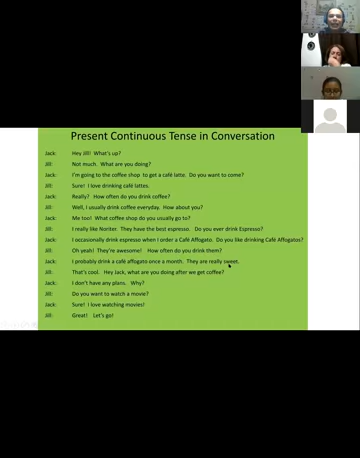 Present Continuous Tense in Conversation
Jack: Hey Jill! What's up?
Jill: Not much. What are you doing?
Jack: I'm going to the coffee shop to get a café latte. Do you want to come?
Jill: Sure! I love drinking café lattes.
Jack: Really? How often do you drink coffee?
Jill: Well, I usually drink coffee everyday. How about you?
Jack: Me too! What coffee shop do you usually go to?
Jill: I really like Noriter. They have the best espresso. Do you ever drink Espresso?
Jack: I occasionally drink espresso when I order a Café Affogato. Do you like drinking Café Affogatos?
Jill: Oh yeah! They're awesome! How often do you drink them?
Jack: I probably drink a café affogato once a month. They are really sweet.
Jill: That's cool. Hey Jack, what are you doing after we get coffee?
Jack: I don't have any plans. Why?
Jill: Do you want to watch a movie?
Jack: Sure! I love watching movies!
Jill: Great! Let's go!